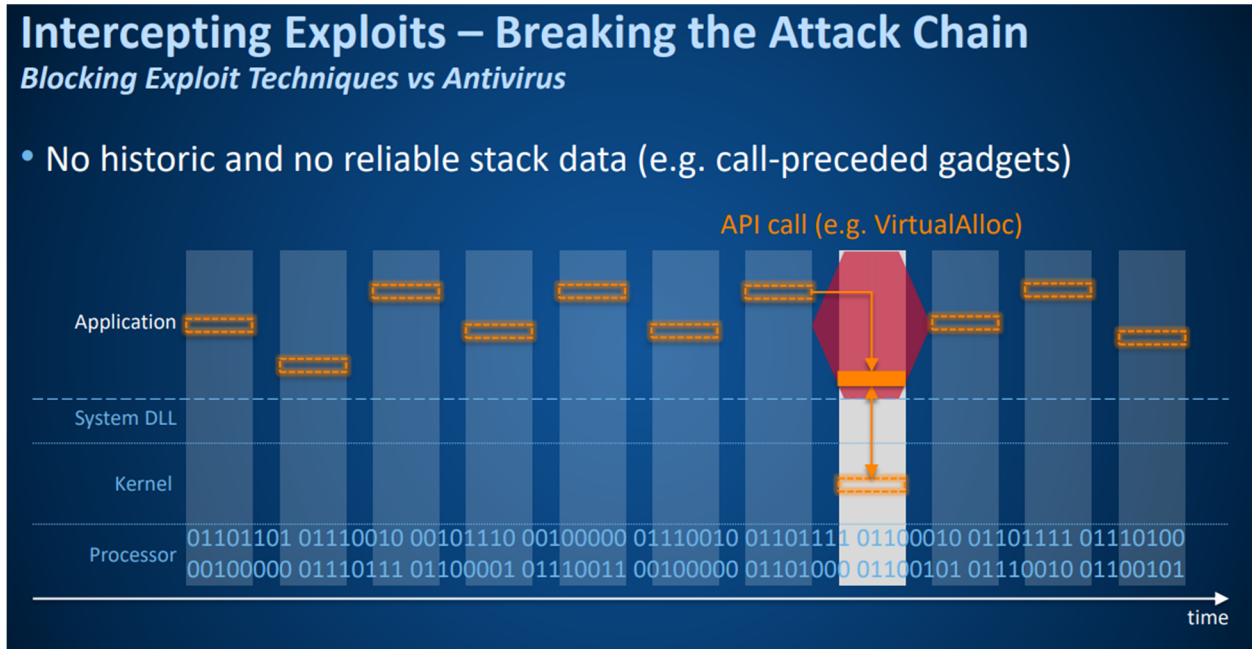 Intercepting Exploits – Breaking the Attack Chain
Blocking Exploit Techniques vs Antivirus
• No historic and no reliable stack data (e.g. call-preceded gadgets)
API call (e.g. VirtualAlloc)
Application
System DLL
Kernel
Processor
01101101 01110010 00101110 00100000 01110010 01101111 01100010 01101111 01110100
00100000 01110111 01100001 01110011 00100000 01101000 01100101 01110010 01100101
time